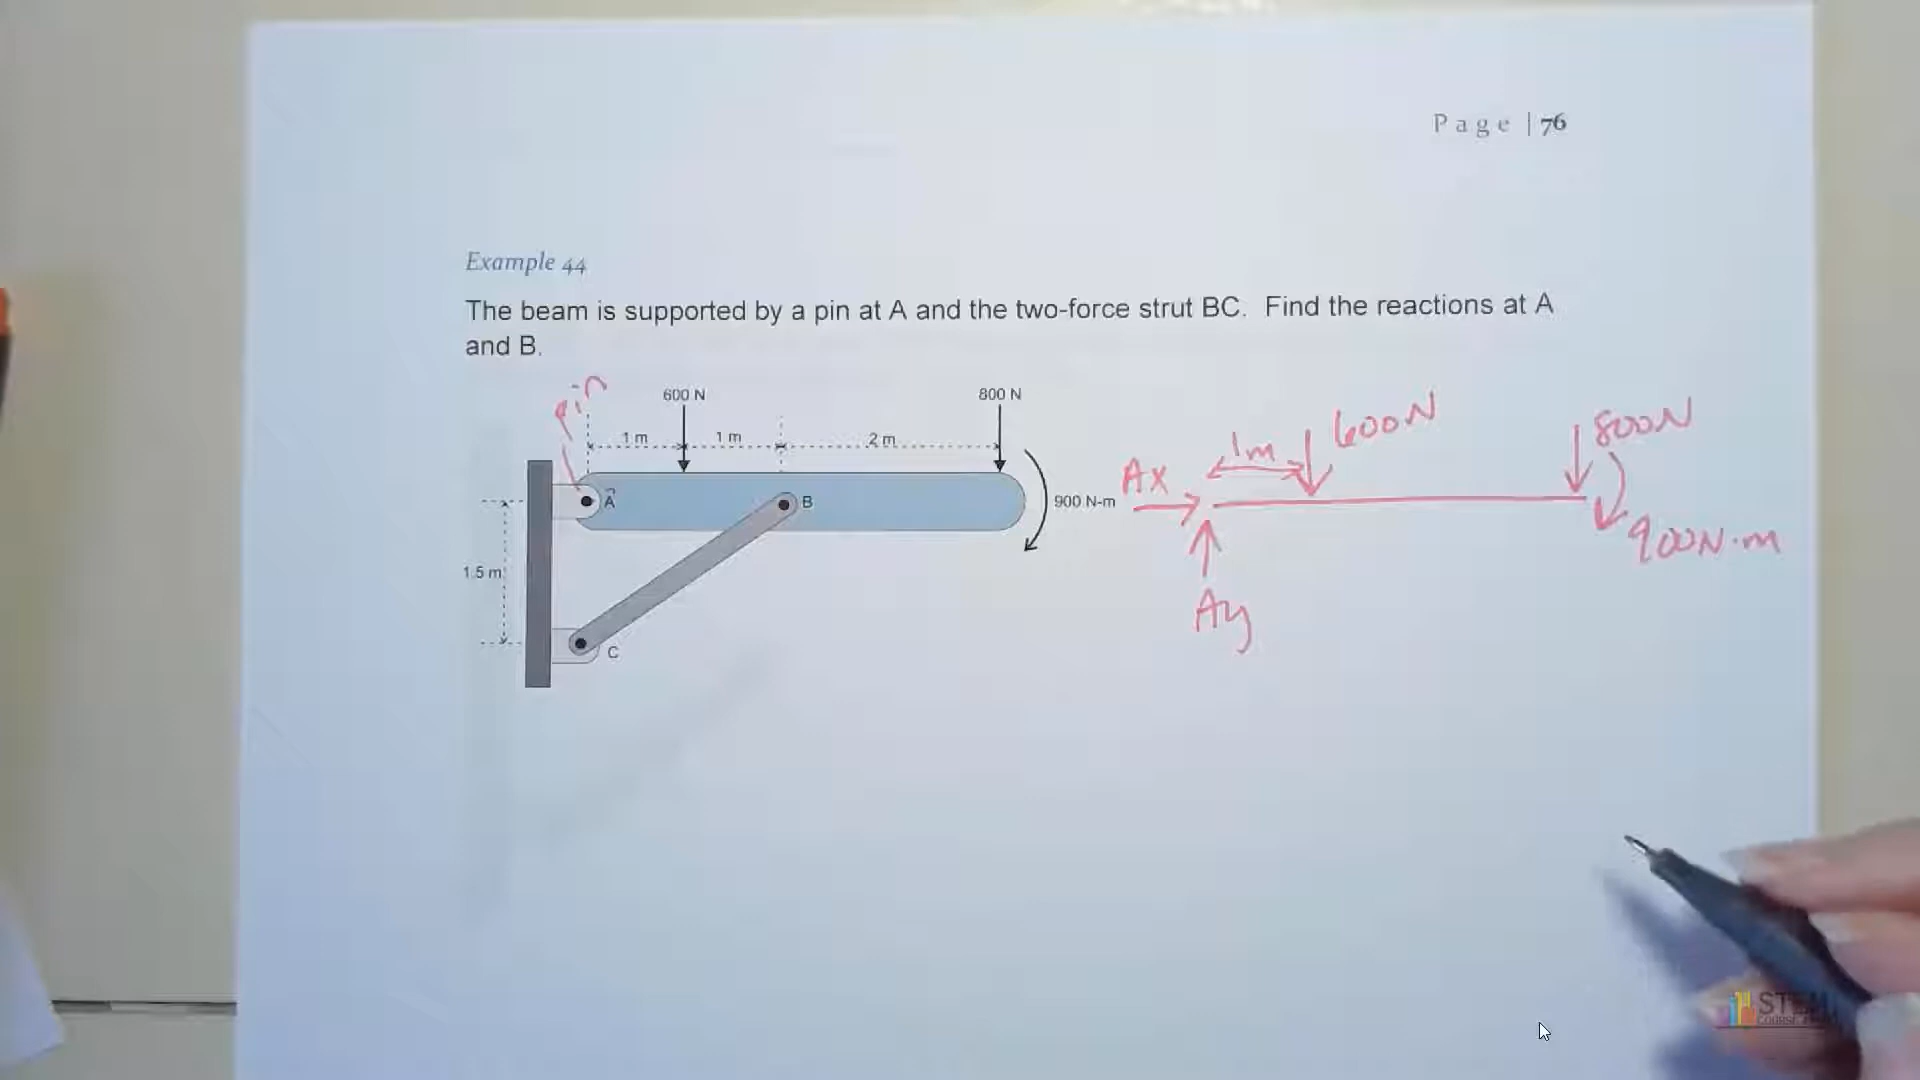 Page | 76
Example 44
The beam is supported by a pin at A and the two-force strut BC. Find the reactions at A
and B.
pin
600 N
800 N
1 m
1 m
2 m
A
B
900 N-m
1.5 m
C
Ax
1m
600N
800N
900N·m
Ay
STEM